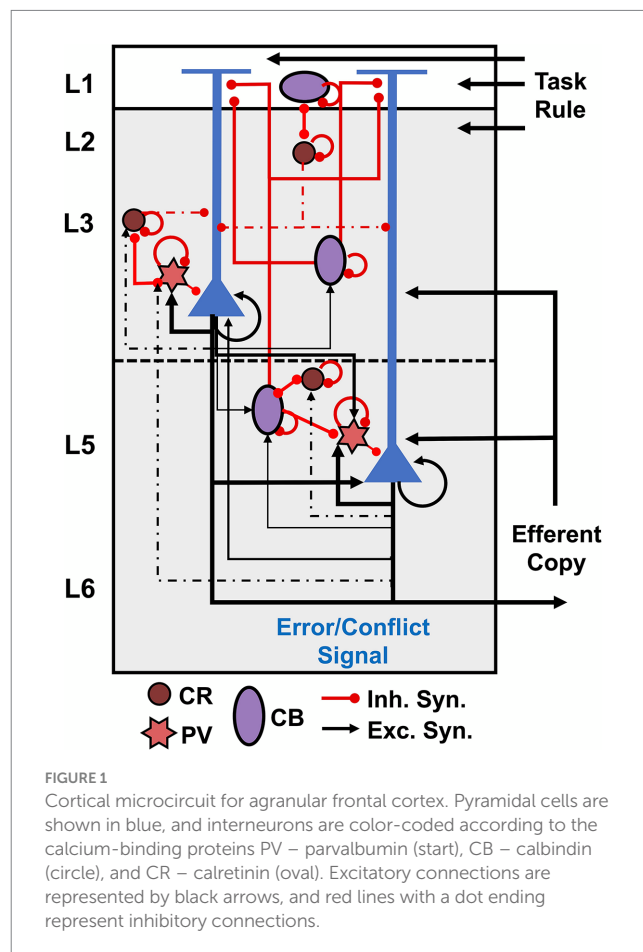 L1
Task
Rule
L2
L3
L5
Efferent
Copy
L6
Error/Conflict
Signal
CR
PV
CB
Inh. Syn.
Exc. Syn.
FIGURE 1
Cortical microcircuit for agranular frontal cortex. Pyramidal cells are
shown in blue, and interneurons are color-coded according to the
calcium-binding proteins PV – parvalbumin (start), CB – calbindin
(circle), and CR – calretinin (oval). Excitatory connections are
represented by black arrows, and red lines with a dot ending
represent inhibitory connections.